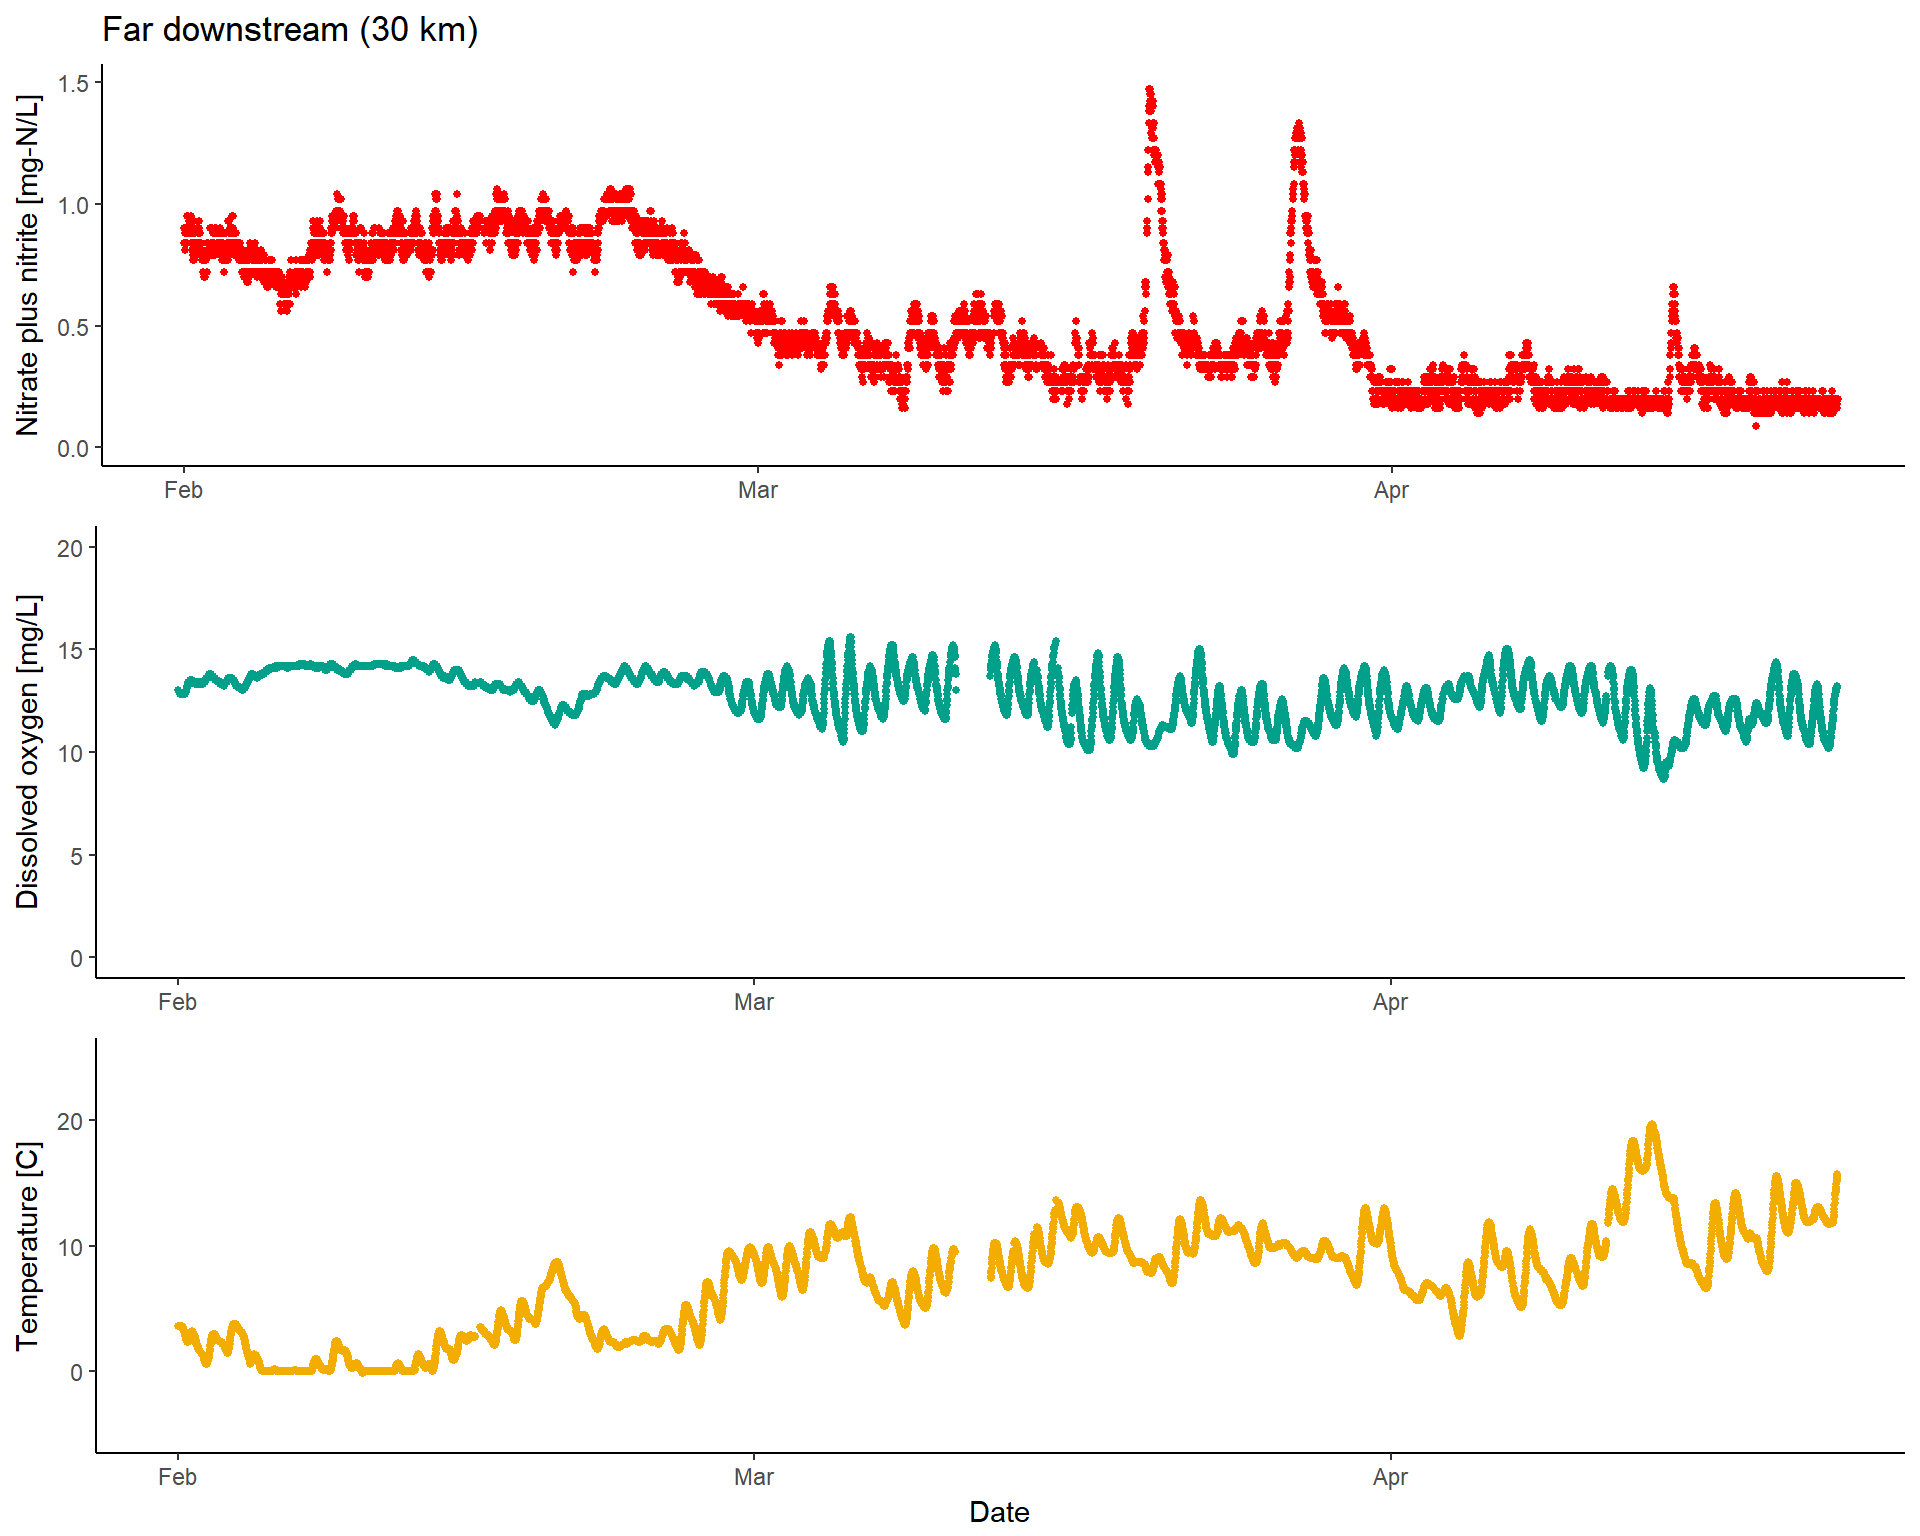 Far downstream (30 km)
Nitrate plus nitrite [mg-N/L]
1.5
1.0
0.5
0.0
Feb Mar Apr
Dissolved oxygen [mg/L]
20
15
10
5
0
Feb Mar Apr
Temperature [C]
20
10
0
Feb Mar Apr
Date